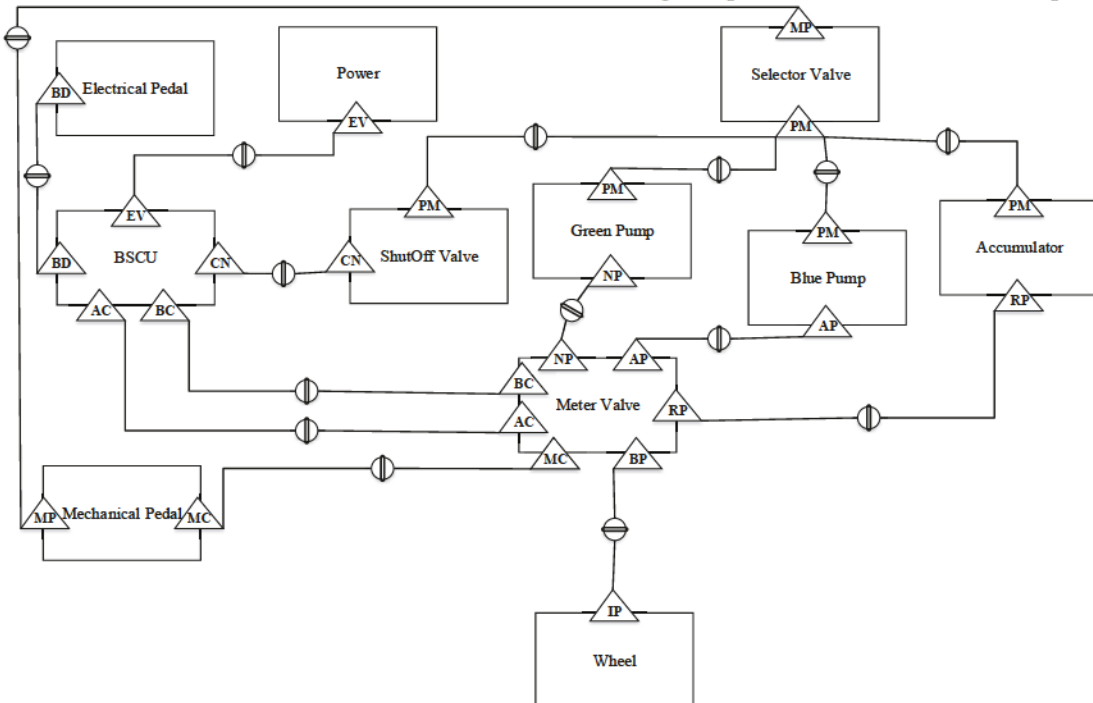 MP
Selector Valve
PM
Power
EV
BD
Electrical Pedal
EV
BD
BSCU
CN
AC
BC
PM
CN
ShutOff Valve
PM
Green Pump
NP
PM
Blue Pump
AP
PM
Accumulator
RP
NP
AP
BC
Meter Valve
RP
AC
MC
BP
MP
Mechanical Pedal
MC
IP
Wheel